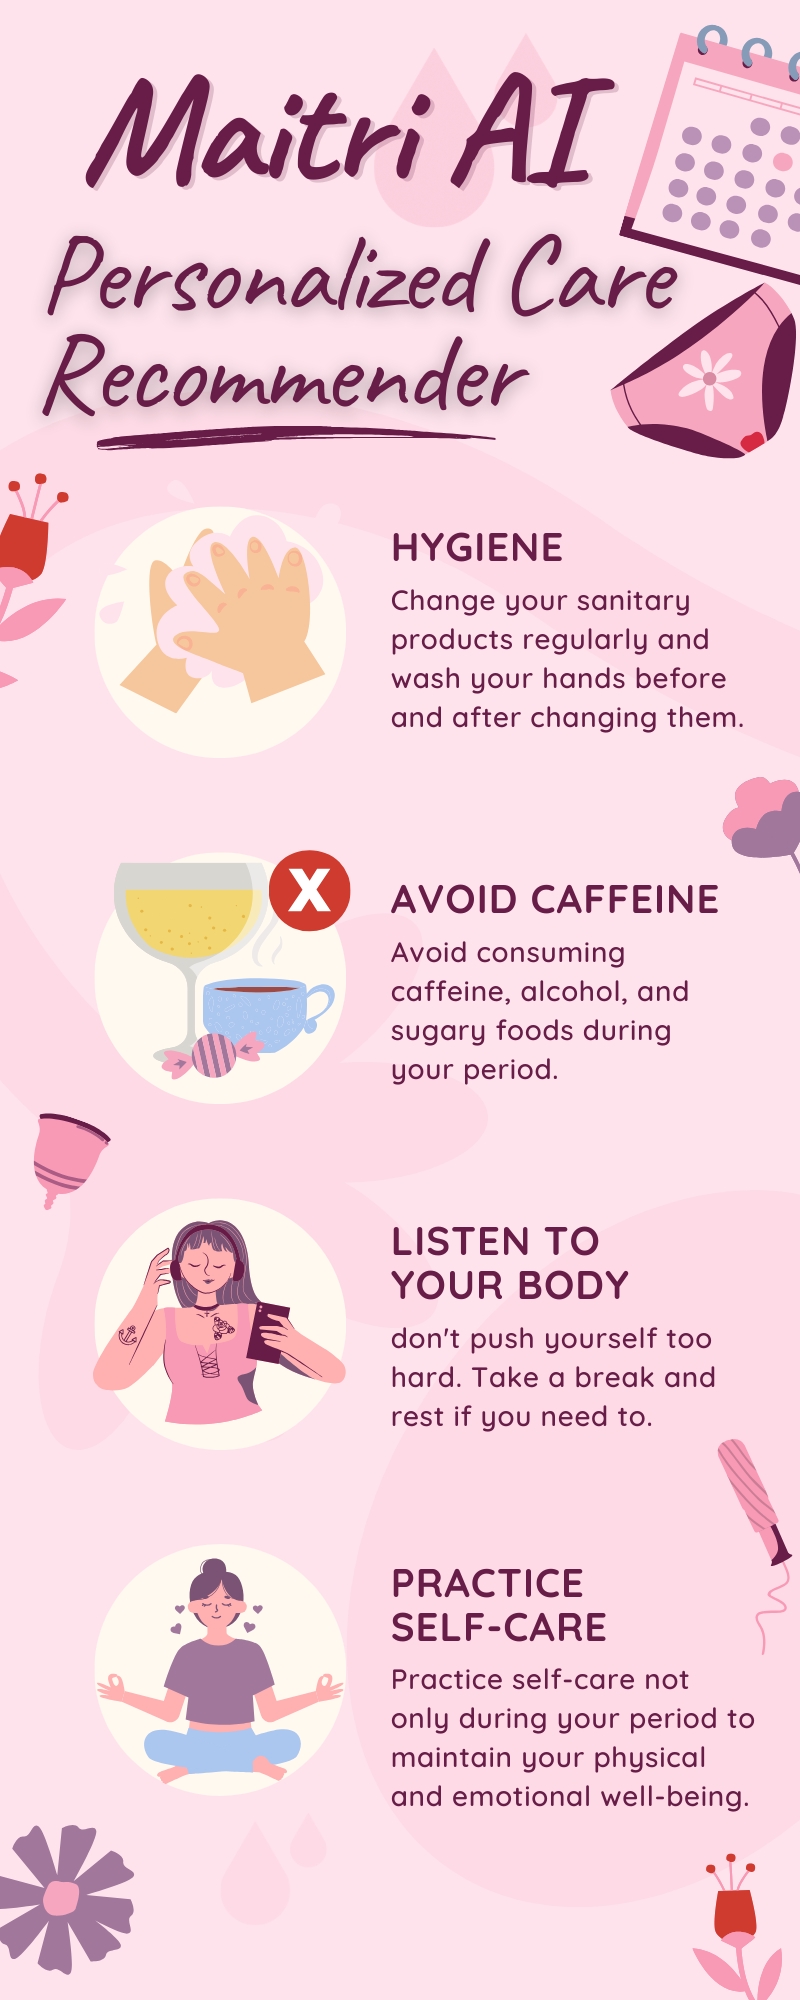 Maitri AI
Personalized Care
Recommender
HYGIENE
Change your sanitary
products regularly and
wash your hands before
and after changing them.
X
AVOID CAFFEINE
Avoid consuming
caffeine, alcohol, and
sugary foods during
your period.
LISTEN TO
YOUR BODY
don't push yourself too
hard. Take a break and
rest if you need to.
PRACTICE
SELF-CARE
Practice self-care not
only during your period to
maintain your physical
and emotional well-being.